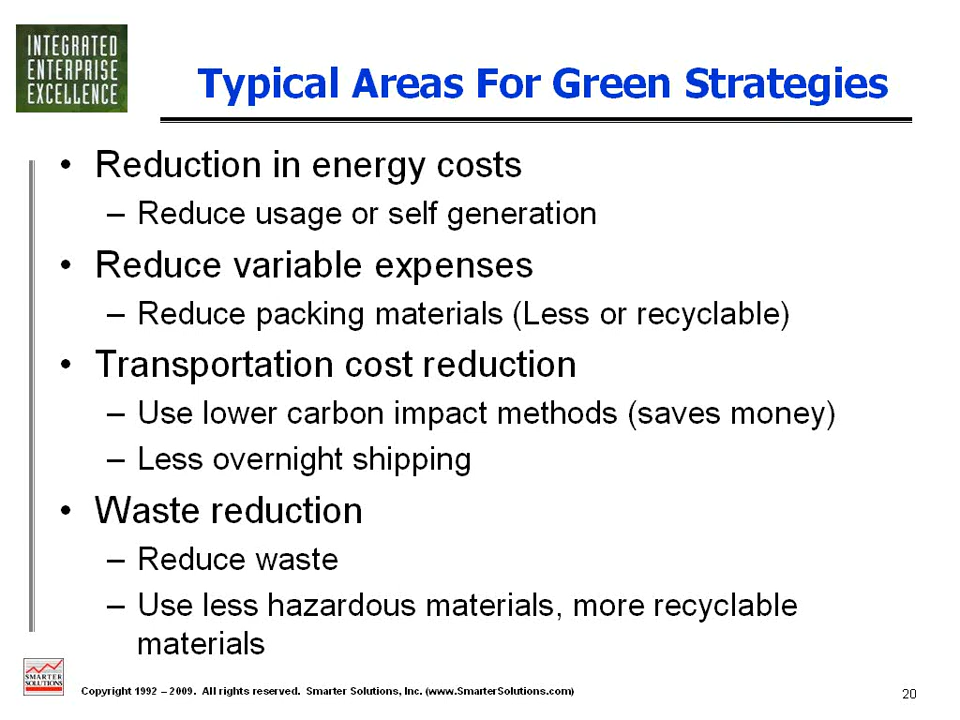 INTEGRATED
ENTERPRISE
EXCELLENCE
Typical Areas For Green Strategies
• Reduction in energy costs
– Reduce usage or self generation
• Reduce variable expenses
– Reduce packing materials (Less or recyclable)
• Transportation cost reduction
– Use lower carbon impact methods (saves money)
– Less overnight shipping
• Waste reduction
– Reduce waste
– Use less hazardous materials, more recyclable
materials
SMARTER
SOLUTIONS
Copyright 1992 – 2009. All rights reserved. Smarter Solutions, Inc. (www.SmarterSolutions.com)
20